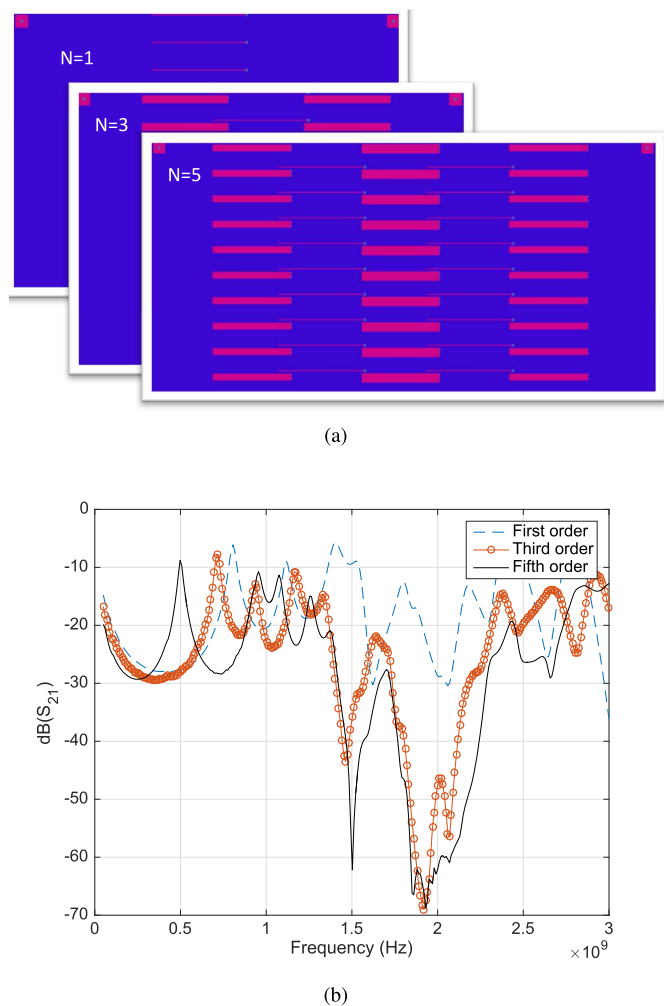 N=1
N=3
N=5
(a)
0
-10
-20
-30
-40
-50
-60
-70
dB(S21)
First order
Third order
Fifth order
0 0.5 1 1.5 2 2.5 3
Frequency (Hz)
×10^9
(b)